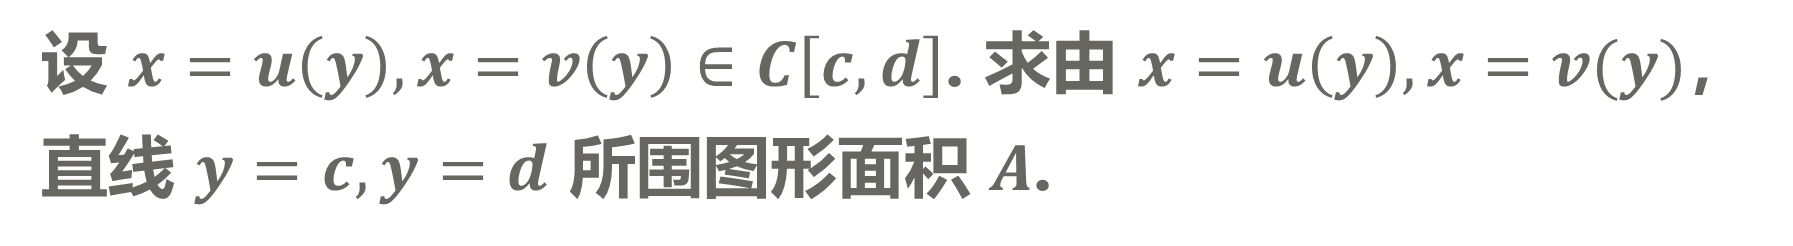 设 x = u(y), x = v(y) ∈ C[c, d]. 求由 x = u(y), x = v(y),
直线 y = c, y = d 所围图形面积 A.